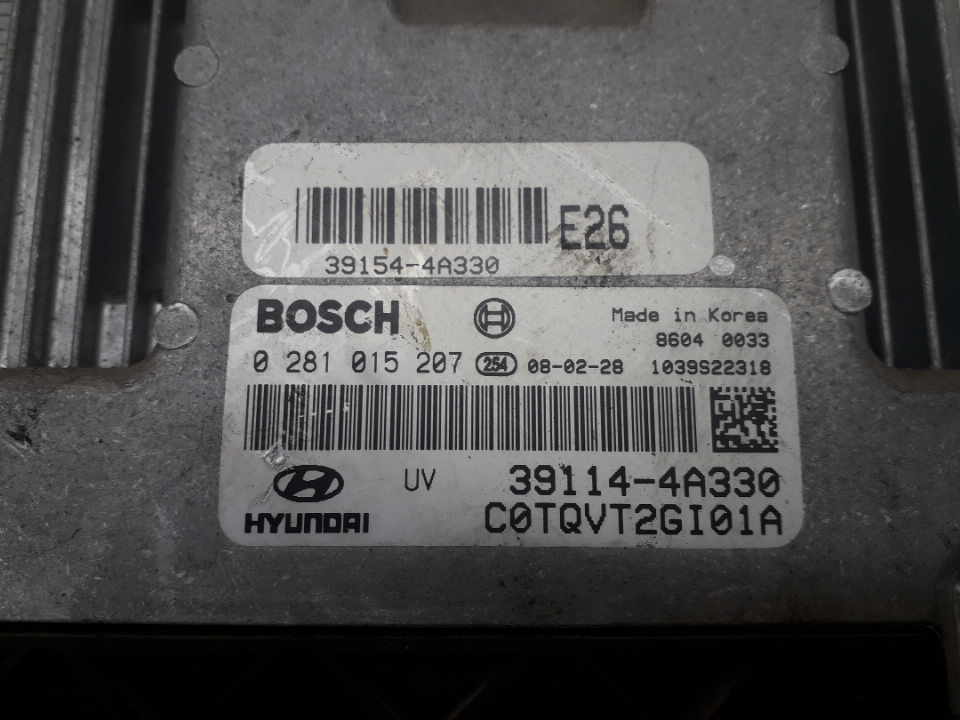 E26
39154-4A330
BOSCH Made in Korea
8604 0033
0 281 015 207 254 08-02-28 1039S22318
UV 39114-4A330
HYUNDAI C0TQVT2GI01A